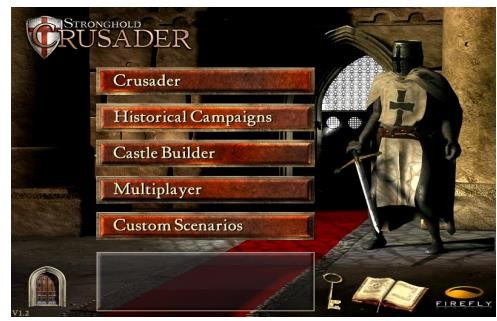 STRONGHOLD
CRUSADER
Crusader
Historical Campaigns
Castle Builder
Multiplayer
Custom Scenarios
V1.2
FIREFLY